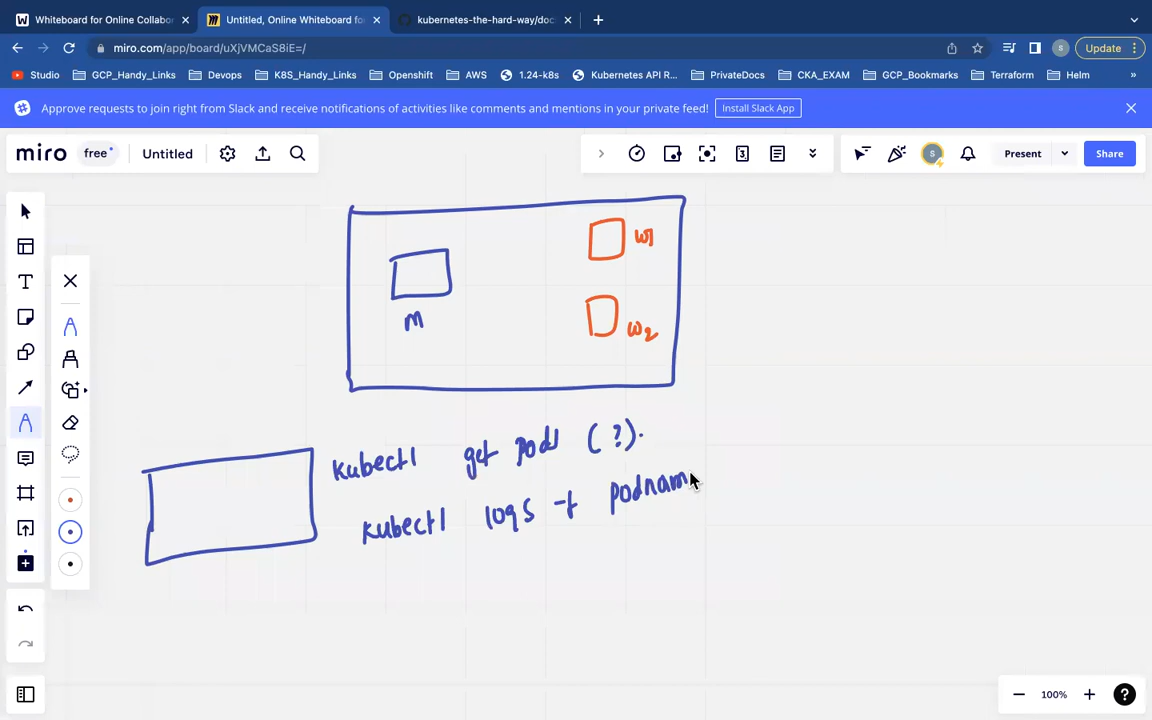 Whiteboard for Online Collabo
Untitled, Online Whiteboard fo
kubernetes-the-hard-way/doc
miro.com/app/board/uXjVMCaS8iE=/
S
Update
Studio
GCP_Handy_Links
Devops
K8S_Handy_Links
Openshift
AWS
1.24-k8s
Kubernetes API R...
PrivateDocs
CKA_EXAM
GCP_Bookmarks
Terraform
Helm
»
Approve requests to join right from Slack and receive notifications of activities like comments and mentions in your private feed!
Install Slack App
miro
free
Untitled
3
S
Present
Share
W1
M
W2
kubectl get pods (?).
kubectl logs -f podnam
100%
?